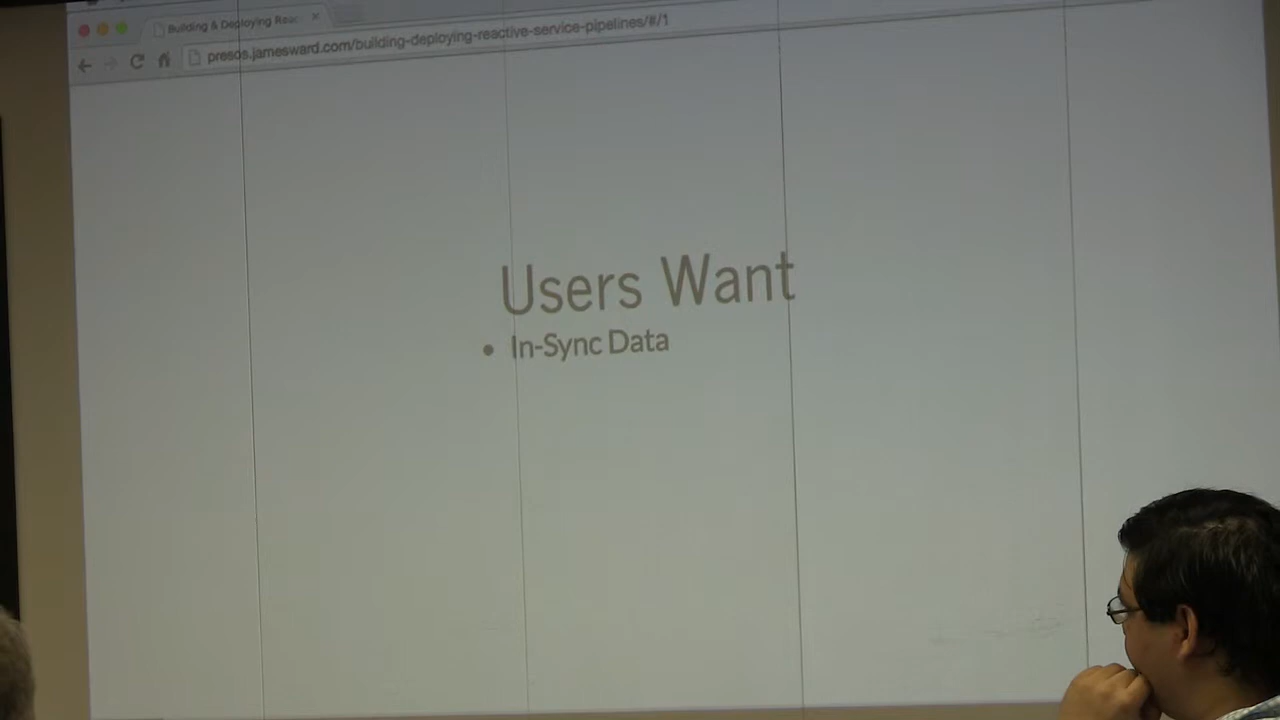 Building & Deploying Reac
presos.jamesward.com/building-deploying-reactive-service-pipelines/#/1
Users Want
• In-Sync Data